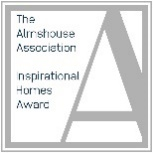 The
Almshouse
Association
Inspirational
Homes
Award
A